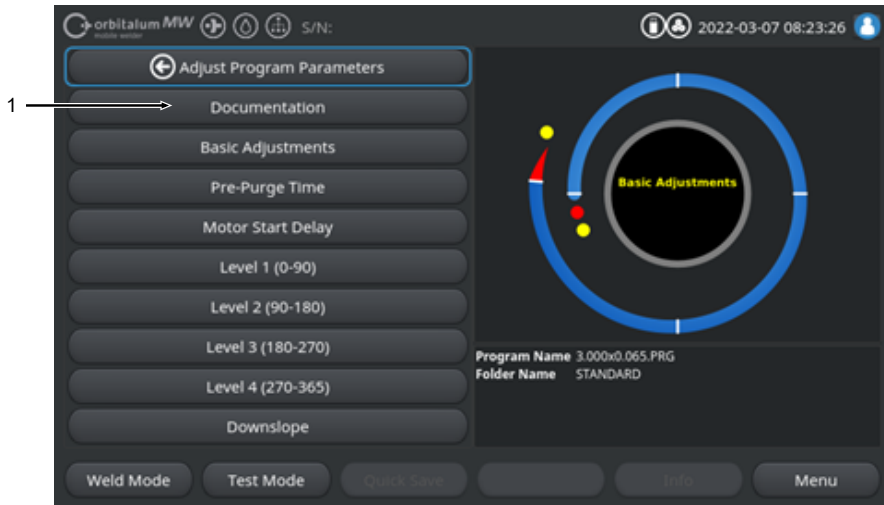 orbitalum MW S/N: 2022-03-07 08:23:26
mobile welder
Adjust Program Parameters
1
Documentation
Basic Adjustments
Pre-Purge Time
Motor Start Delay
Level 1 (0-90)
Level 2 (90-180)
Level 3 (180-270)
Level 4 (270-365)
Downslope
Basic Adjustments
Program Name 3.000x0.065.PRG
Folder Name STANDARD
Weld Mode Test Mode Quick Save Info Menu